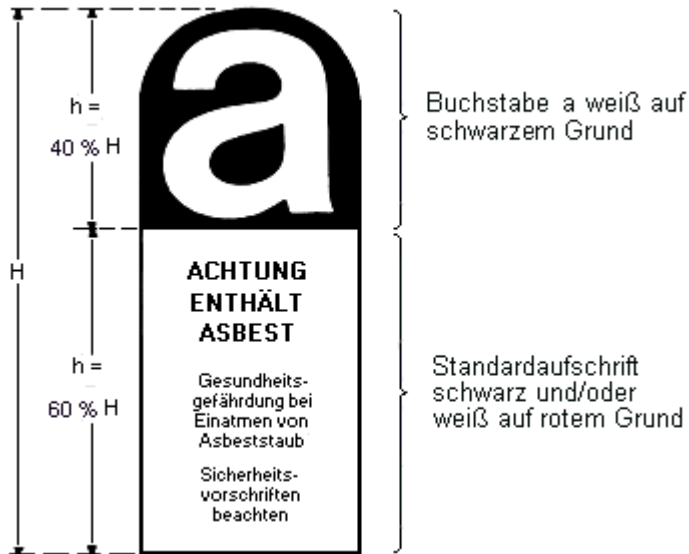 a
h =
40 % H
Buchstabe a weiß auf
schwarzem Grund
H
ACHTUNG
ENTHÄLT
ASBEST
Gesundheits-
gefährdung bei
Einatmen von
Asbeststaub
Sicherheits-
vorschriften
beachten
h =
60 % H
Standardaufschrift
schwarz und/oder
weiß auf rotem Grund